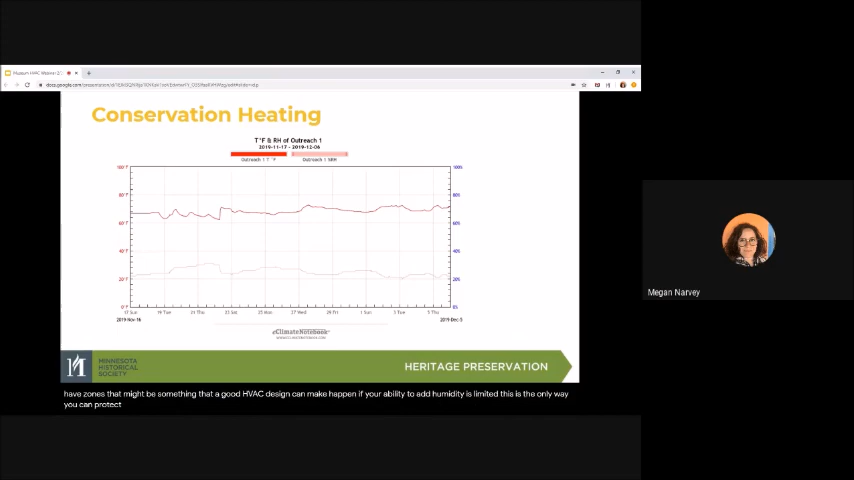 Museum HVAC Webinar 2/
Conservation Heating
T °F & RH of Outreach 1
2019-11-17 - 2019-12-06
Outreach 1 T °F
Outreach 1 %RH
100°F
100%
80°F
80%
60°F
60%
40°F
40%
20°F
20%
0°F
0%
17 Sun
19 Tue
21 Thu
23 Sat
25 Mon
27 Wed
29 Fri
1 Sun
3 Tue
5 Thu
2019-Nov-16
2019-Dec-5
eClimateNotebook
WWW.ECLIMATENOTEBOOK.COM
MINNESOTA
HISTORICAL
SOCIETY
HERITAGE PRESERVATION
Megan Narvey
have zones that might be something that a good HVAC design can make happen if your ability to add humidity is limited this is the only way
you can protect